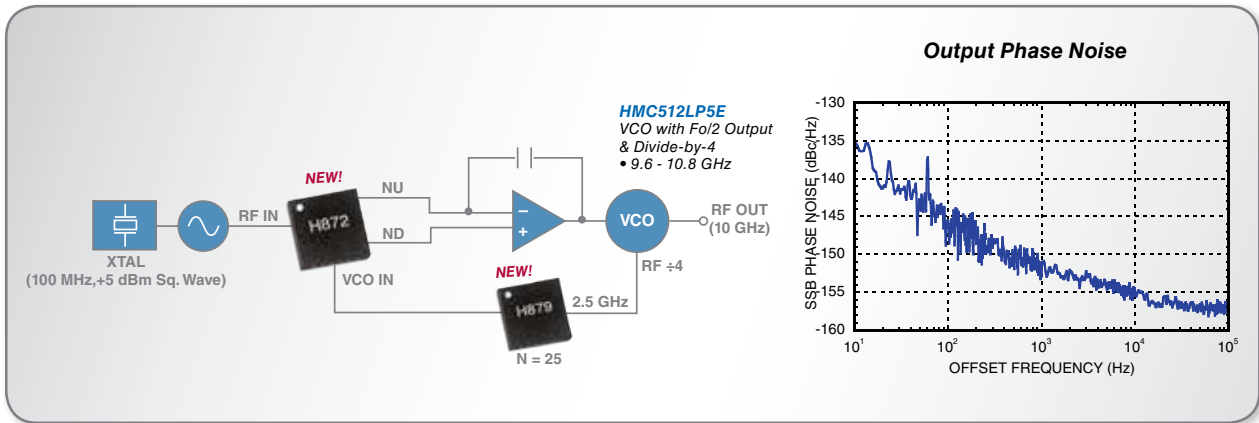 Output Phase Noise
HMC512LP5E
VCO with Fo/2 Output
& Divide-by-4
• 9.6 - 10.8 GHz
NEW!
NU
ND
H872
RF IN
XTAL
(100 MHz,+5 dBm Sq. Wave)
VCO IN
−
+
VCO
RF OUT
(10 GHz)
RF ÷4
NEW!
H879
2.5 GHz
N = 25
SSB PHASE NOISE (dBc/Hz)
-130
-135
-140
-145
-150
-155
-160
10¹ 10² 10³ 10⁴ 10⁵
OFFSET FREQUENCY (Hz)